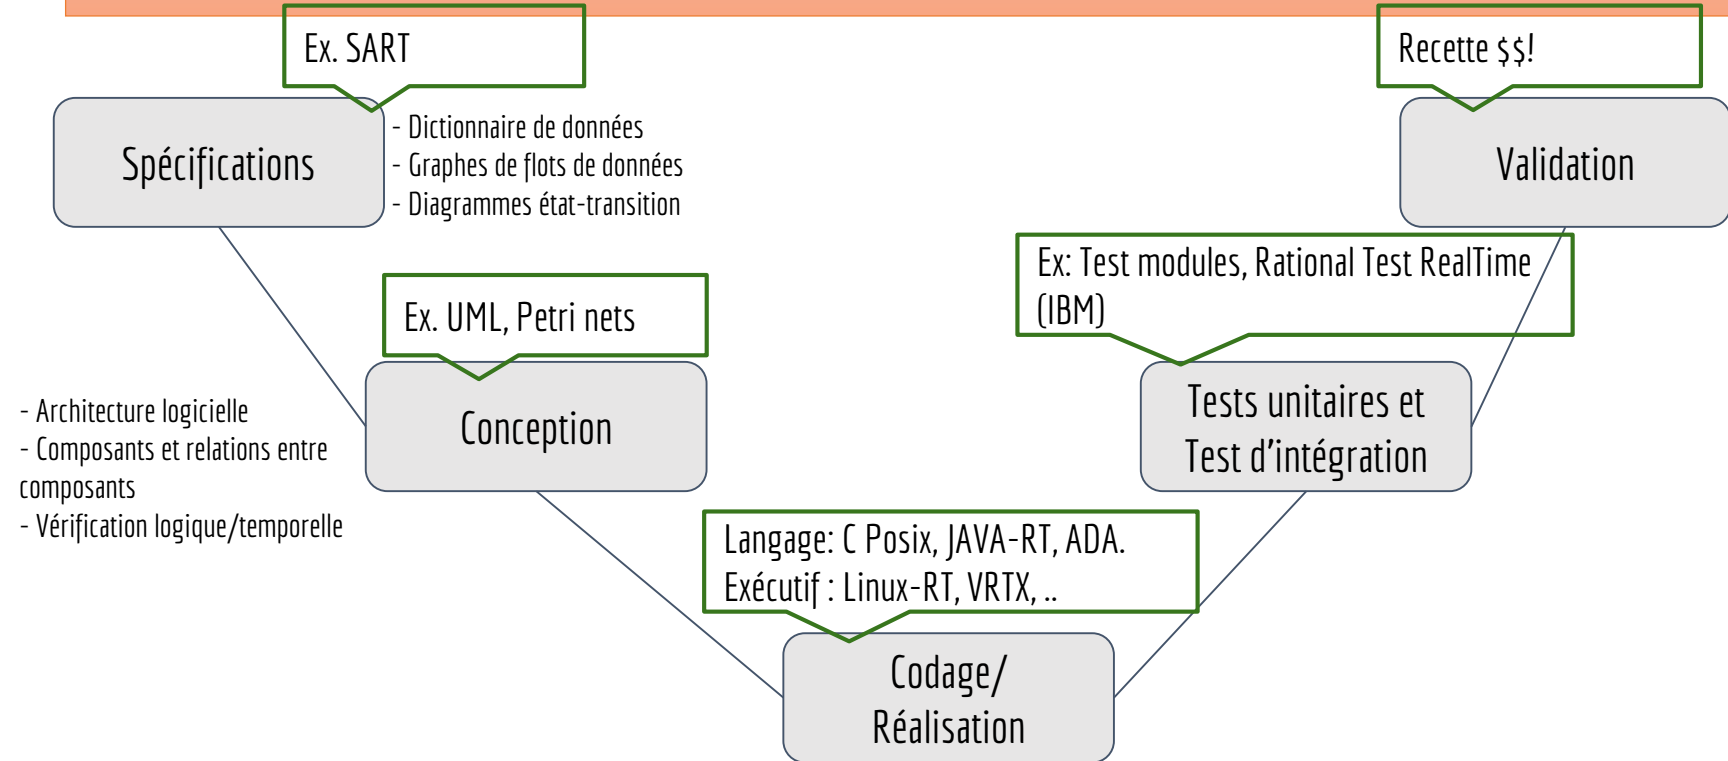 Ex. SART
Recette $$!
Spécifications
- Dictionnaire de données
- Graphes de flots de données
- Diagrammes état-transition
Validation
Ex: Test modules, Rational Test RealTime
(IBM)
Ex. UML, Petri nets
- Architecture logicielle
- Composants et relations entre
composants
- Vérification logique/temporelle
Conception
Tests unitaires et
Test d’intégration
Langage: C Posix, JAVA-RT, ADA.
Exécutif : Linux-RT, VRTX, ..
Codage/
Réalisation